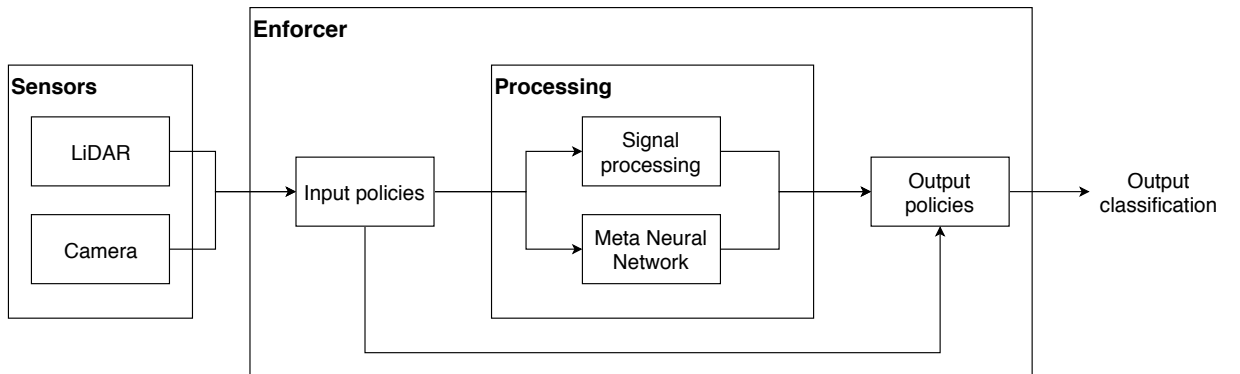 Enforcer
Sensors
Processing
LiDAR
Camera
Input policies
Signal
processing
Meta Neural
Network
Output
policies
Output
classification